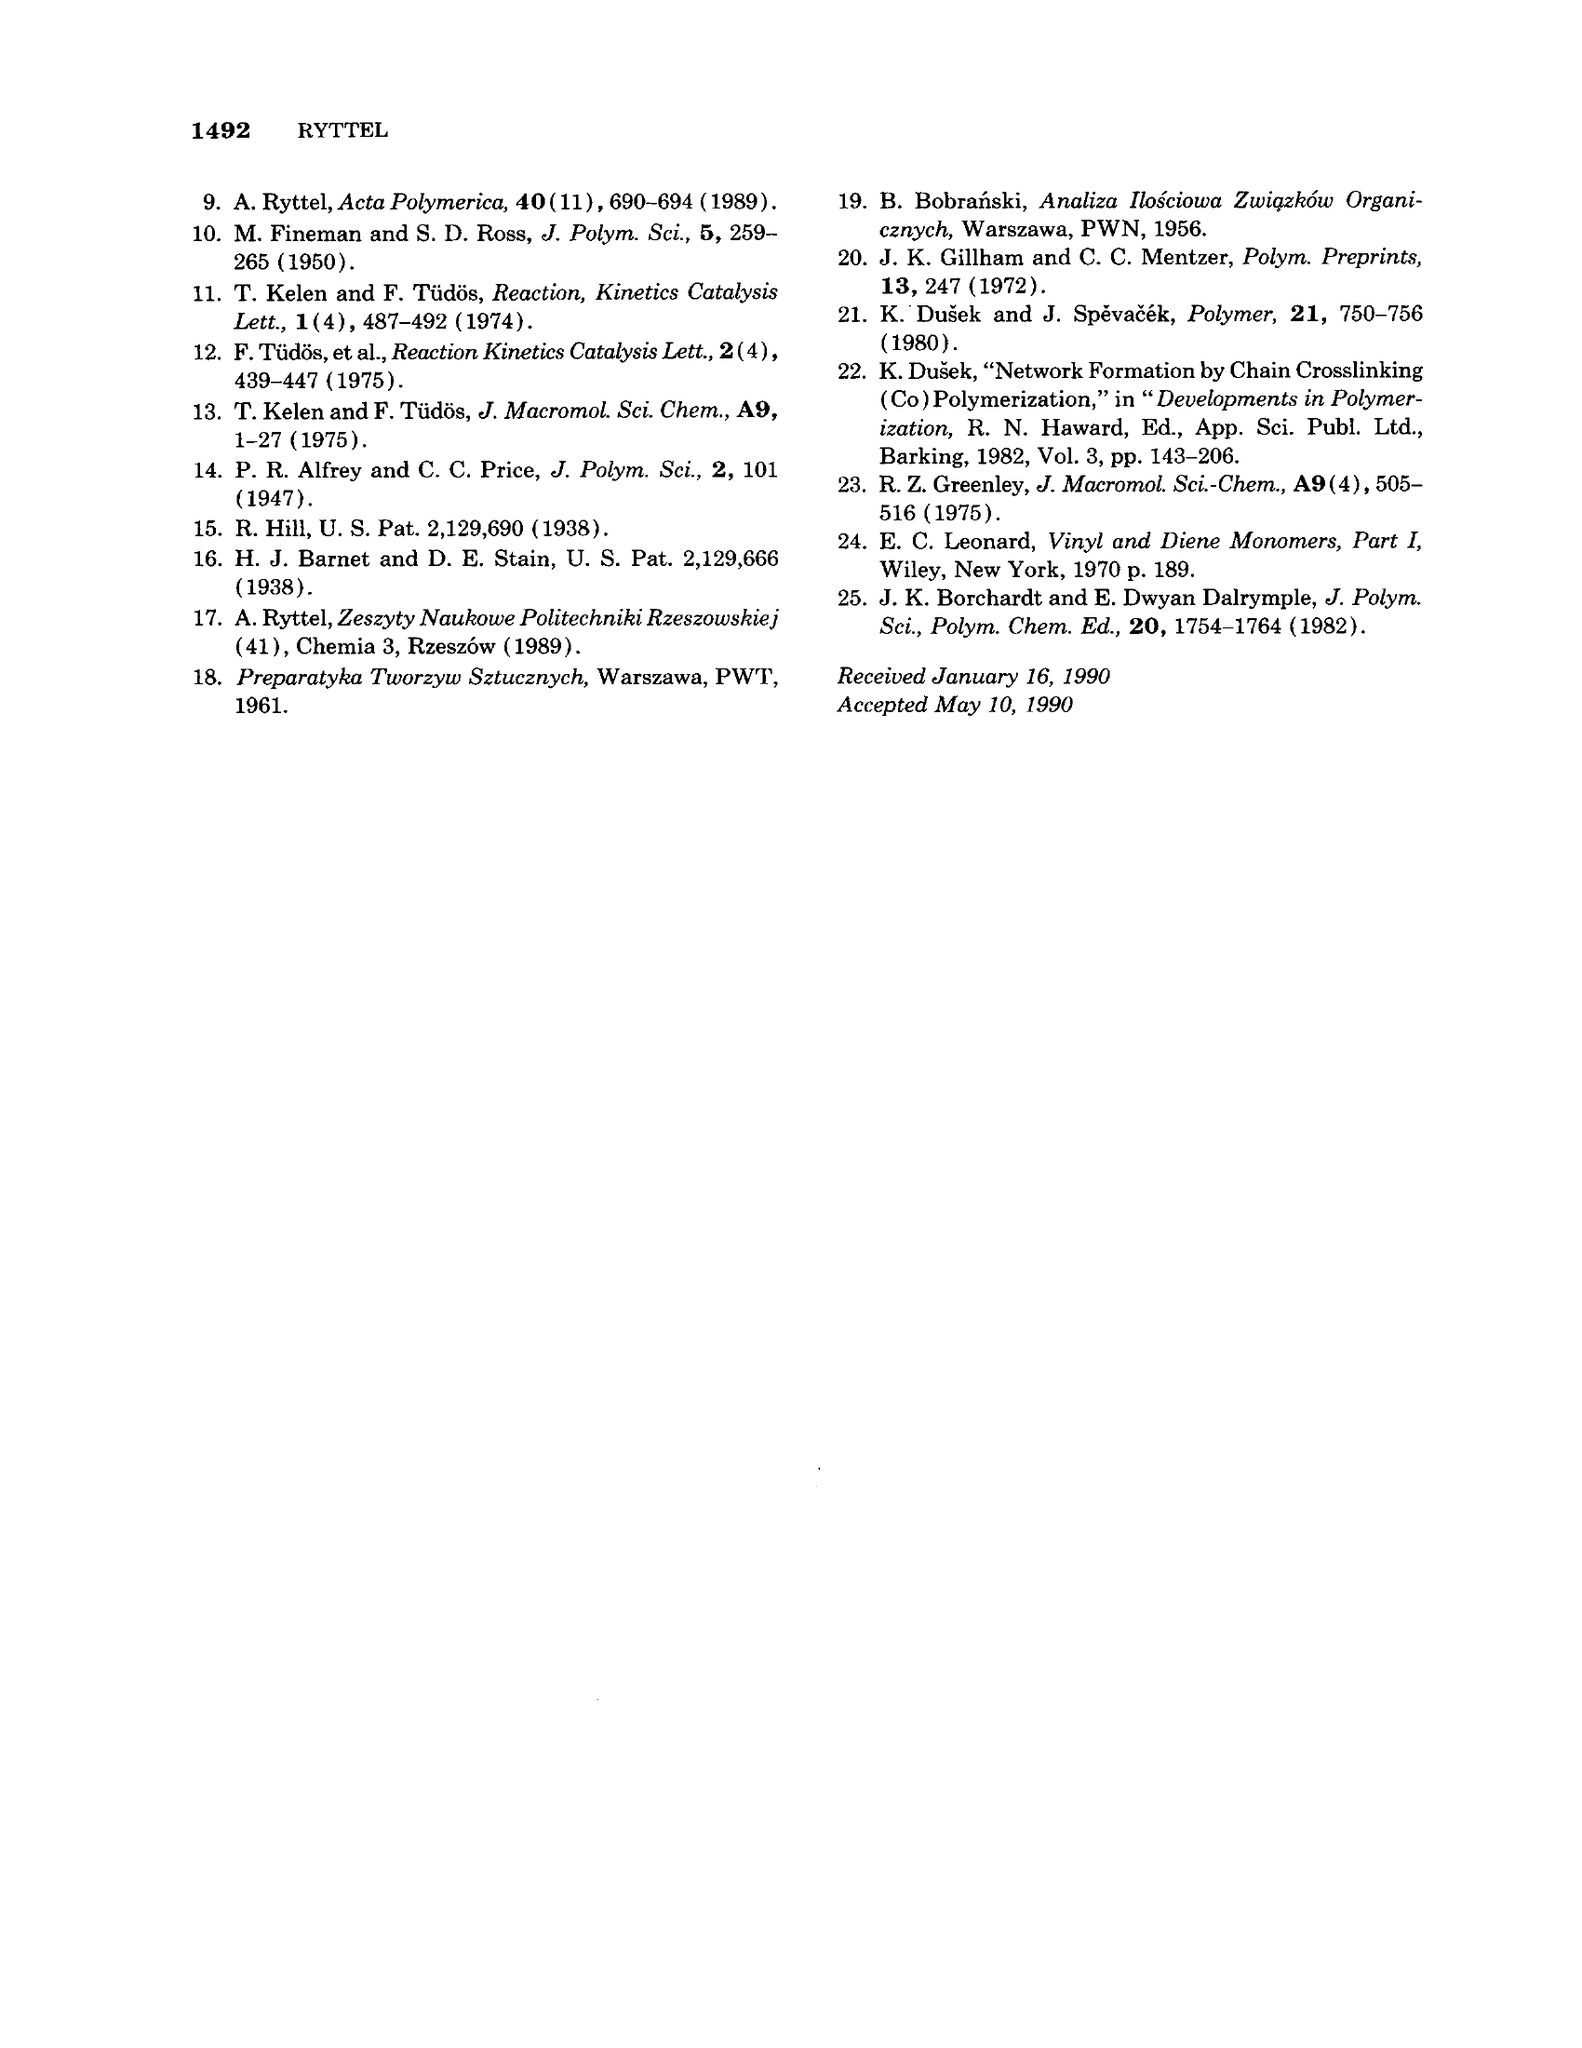 1492 RYTTEL
9. A. Ryttel, Acta Polymerica, 40(11), 690–694 (1989).
10. M. Fineman and S. D. Ross, J. Polym. Sci., 5, 259–
265 (1950).
11. T. Kelen and F. Tüdös, Reaction, Kinetics Catalysis
Lett., 1(4), 487–492 (1974).
12. F. Tüdös, et al., Reaction Kinetics Catalysis Lett., 2(4),
439–447 (1975).
13. T. Kelen and F. Tüdös, J. Macromol. Sci. Chem., A9,
1–27 (1975).
14. P. R. Alfrey and C. C. Price, J. Polym. Sci., 2, 101
(1947).
15. R. Hill, U. S. Pat. 2,129,690 (1938).
16. H. J. Barnet and D. E. Stain, U. S. Pat. 2,129,666
(1938).
17. A. Ryttel, Zeszyty Naukowe Politechniki Rzeszowskiej
(41), Chemia 3, Rzeszów (1989).
18. Preparatyka Tworzyw Sztucznych, Warszawa, PWT,
1961.
19. B. Bobrański, Analiza Ilościowa Związków Organi-
cznych, Warszawa, PWN, 1956.
20. J. K. Gillham and C. C. Mentzer, Polym. Preprints,
13, 247 (1972).
21. K. Dušek and J. Spěvačék, Polymer, 21, 750–756
(1980).
22. K. Dušek, “Network Formation by Chain Crosslinking
(Co)Polymerization,” in “Developments in Polymer-
ization, R. N. Haward, Ed., App. Sci. Publ. Ltd.,
Barking, 1982, Vol. 3, pp. 143–206.
23. R. Z. Greenley, J. Macromol. Sci.-Chem., A9(4), 505–
516 (1975).
24. E. C. Leonard, Vinyl and Diene Monomers, Part I,
Wiley, New York, 1970 p. 189.
25. J. K. Borchardt and E. Dwyan Dalrymple, J. Polym.
Sci., Polym. Chem. Ed., 20, 1754–1764 (1982).
Received January 16, 1990
Accepted May 10, 1990